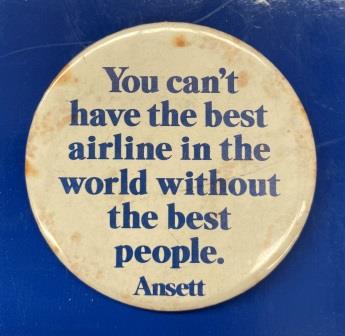 You can't
have the best
airline in the
world without
the best
people.
Ansett